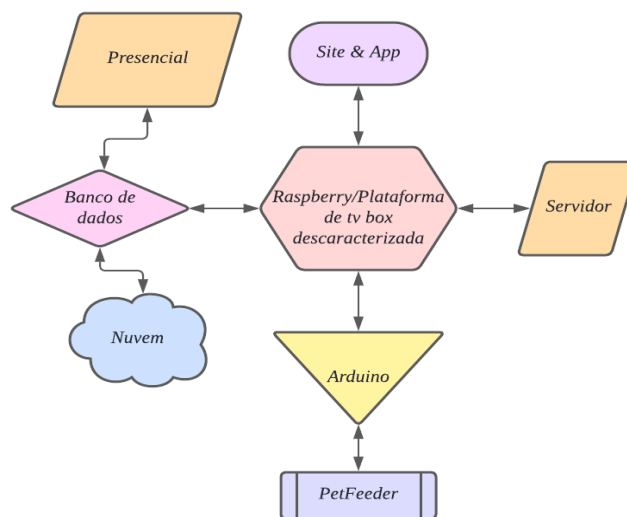 Presencial
Site & App
Banco de
dados
Raspberry/Plataforma
de tv box
descaracterizada
Servidor
Nuvem
Arduino
PetFeeder